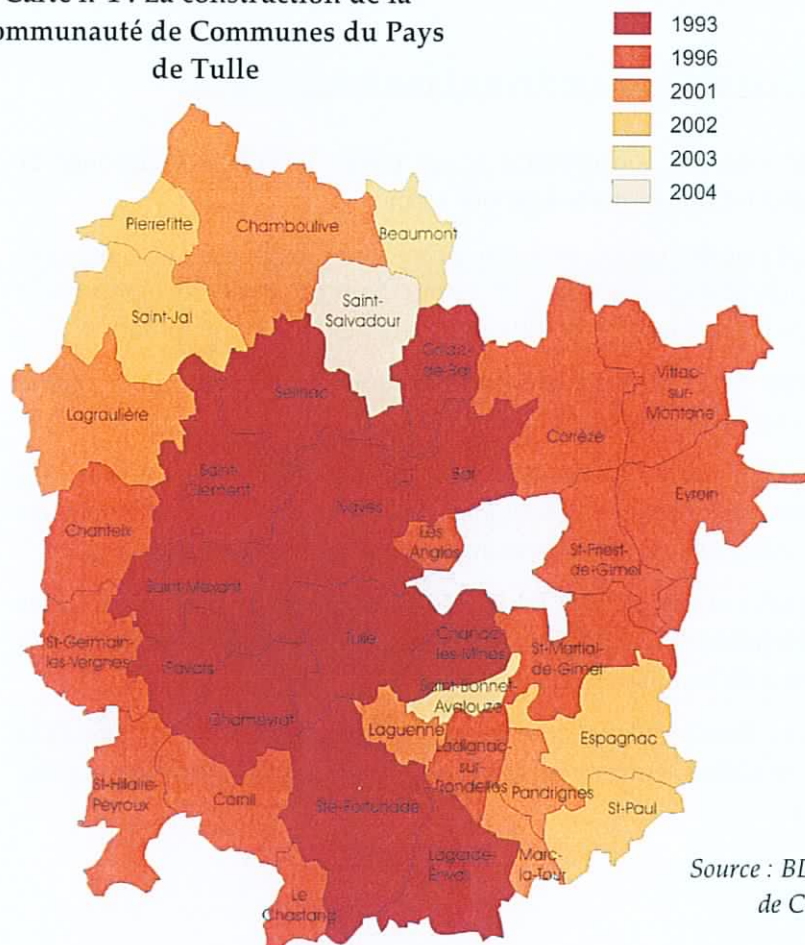 ommunauté de Communes du Pays
de Tulle
1993
1996
2001
2002
2003
2004
Pierrefitte
Chamboulive
Beaumont
Saint-Jal
Saint-
Salvadour
Corrèze
Vitrac-
sur-
Montane
Seilhac
Lagraulière
Saint-
Clément
Bar
Eyrein
Naves
Chanteix
Les
Angles
St-Priest-
de-Gimel
Saint-Mexant
Tulle
Chanac-
les-Mines
St-Martial-
de-Gimel
St-Germain-
les-Vergnes
Favars
Saint-Bonnet-
Avalouze
Chameyrat
Laguenne
Espagnac
Ladignac-
sur-
Rondelles
St-Hilaire-
Peyroux
Cornil
Ste-Fortunade
Pandrignes
St-Paul
Lagarde-
Enval
Marc-
la-Tour
Le
Chastang
Source : BD
de C